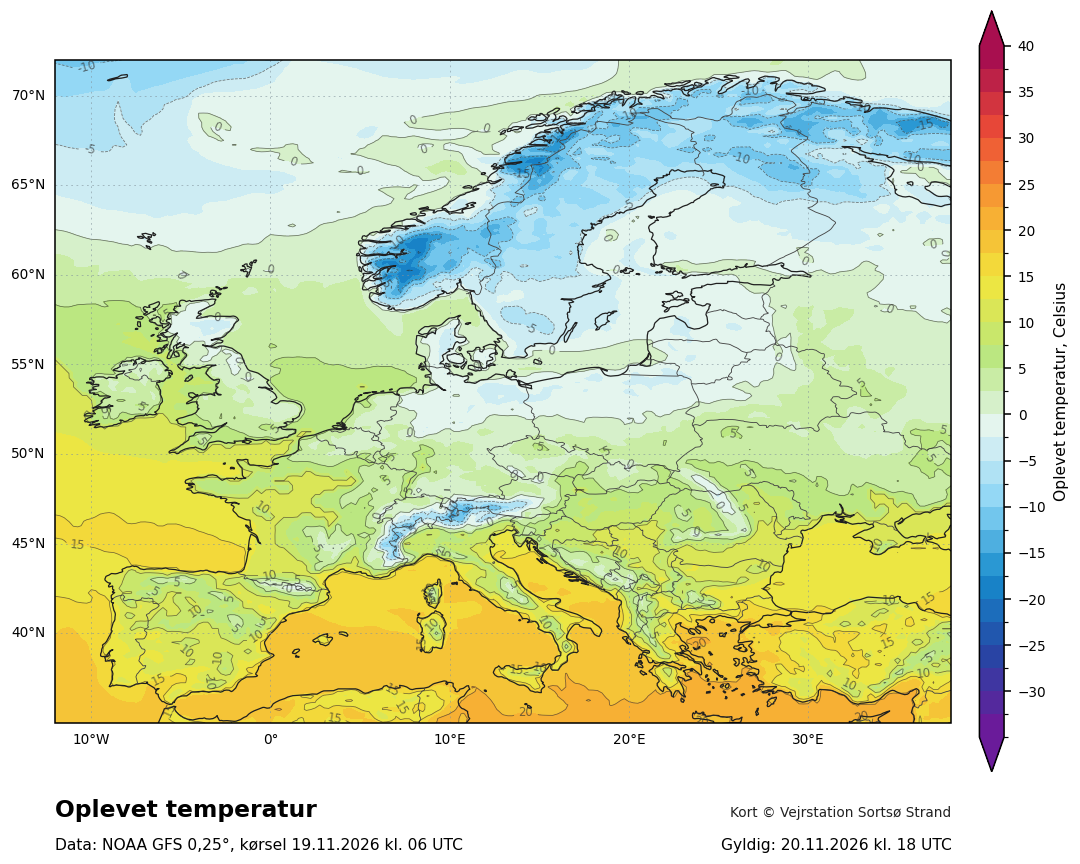 70°N
65°N
60°N
55°N
50°N
45°N
40°N
10°W
0°
10°E
20°E
30°E
40
35
30
25
20
15
10
5
0
−5
−10
−15
−20
−25
−30
Oplevet temperatur, Celsius
Oplevet temperatur
Kort © Vejrstation Sortsø Strand
Data: NOAA GFS 0,25°, kørsel 19.11.2026 kl. 06 UTC
Gyldig: 20.11.2026 kl. 18 UTC